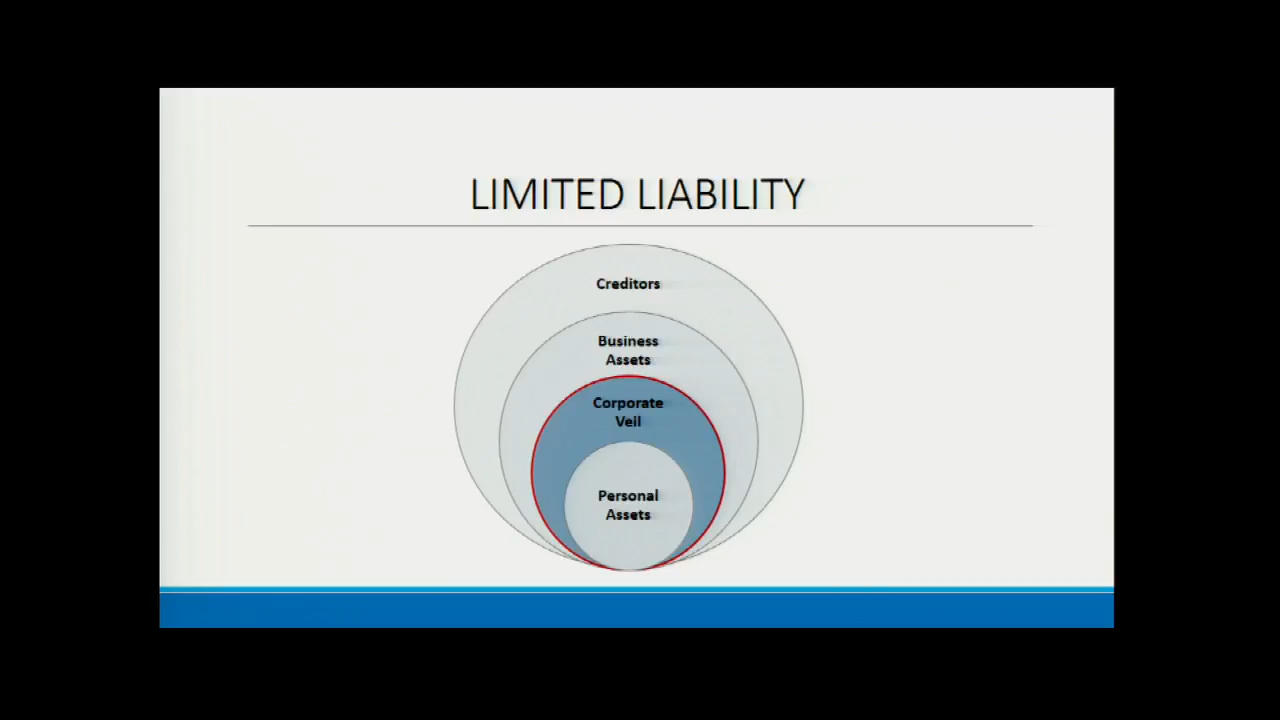 LIMITED LIABILITY
Creditors
Business
Assets
Corporate
Veil
Personal
Assets